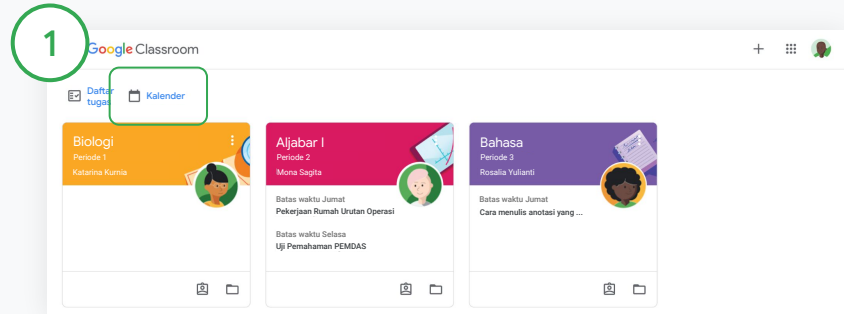 1
Google Classroom
Daftar
tugas
Kalender
Biologi
Periode 1
Katarina Kurnia
Aljabar I
Periode 2
IMona Sagita
Batas waktu Jumat
Pekerjaan Rumah Urutan Operasi
Batas waktu Selasa
Uji Pemahaman PEMDAS
Bahasa
Periode 3
Rosalia Yulianti
Batas waktu Jumat
Cara menulis anotasi yang ...